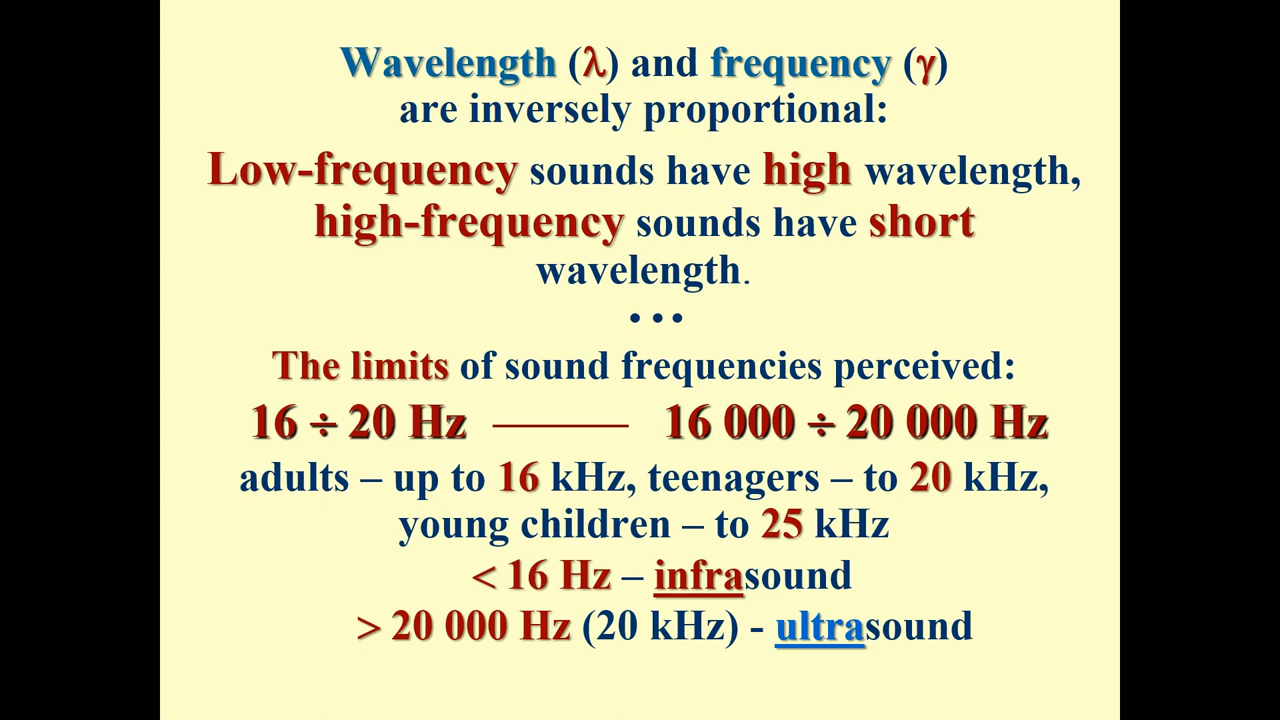 Wavelength (λ) and frequency (γ)
are inversely proportional:
Low-frequency sounds have high wavelength,
high-frequency sounds have short
wavelength.
...
The limits of sound frequencies perceived:
16 ÷ 20 Hz ——— 16 000 ÷ 20 000 Hz
adults – up to 16 kHz, teenagers – to 20 kHz,
young children – to 25 kHz
< 16 Hz – infrasound
> 20 000 Hz (20 kHz) - ultrasound